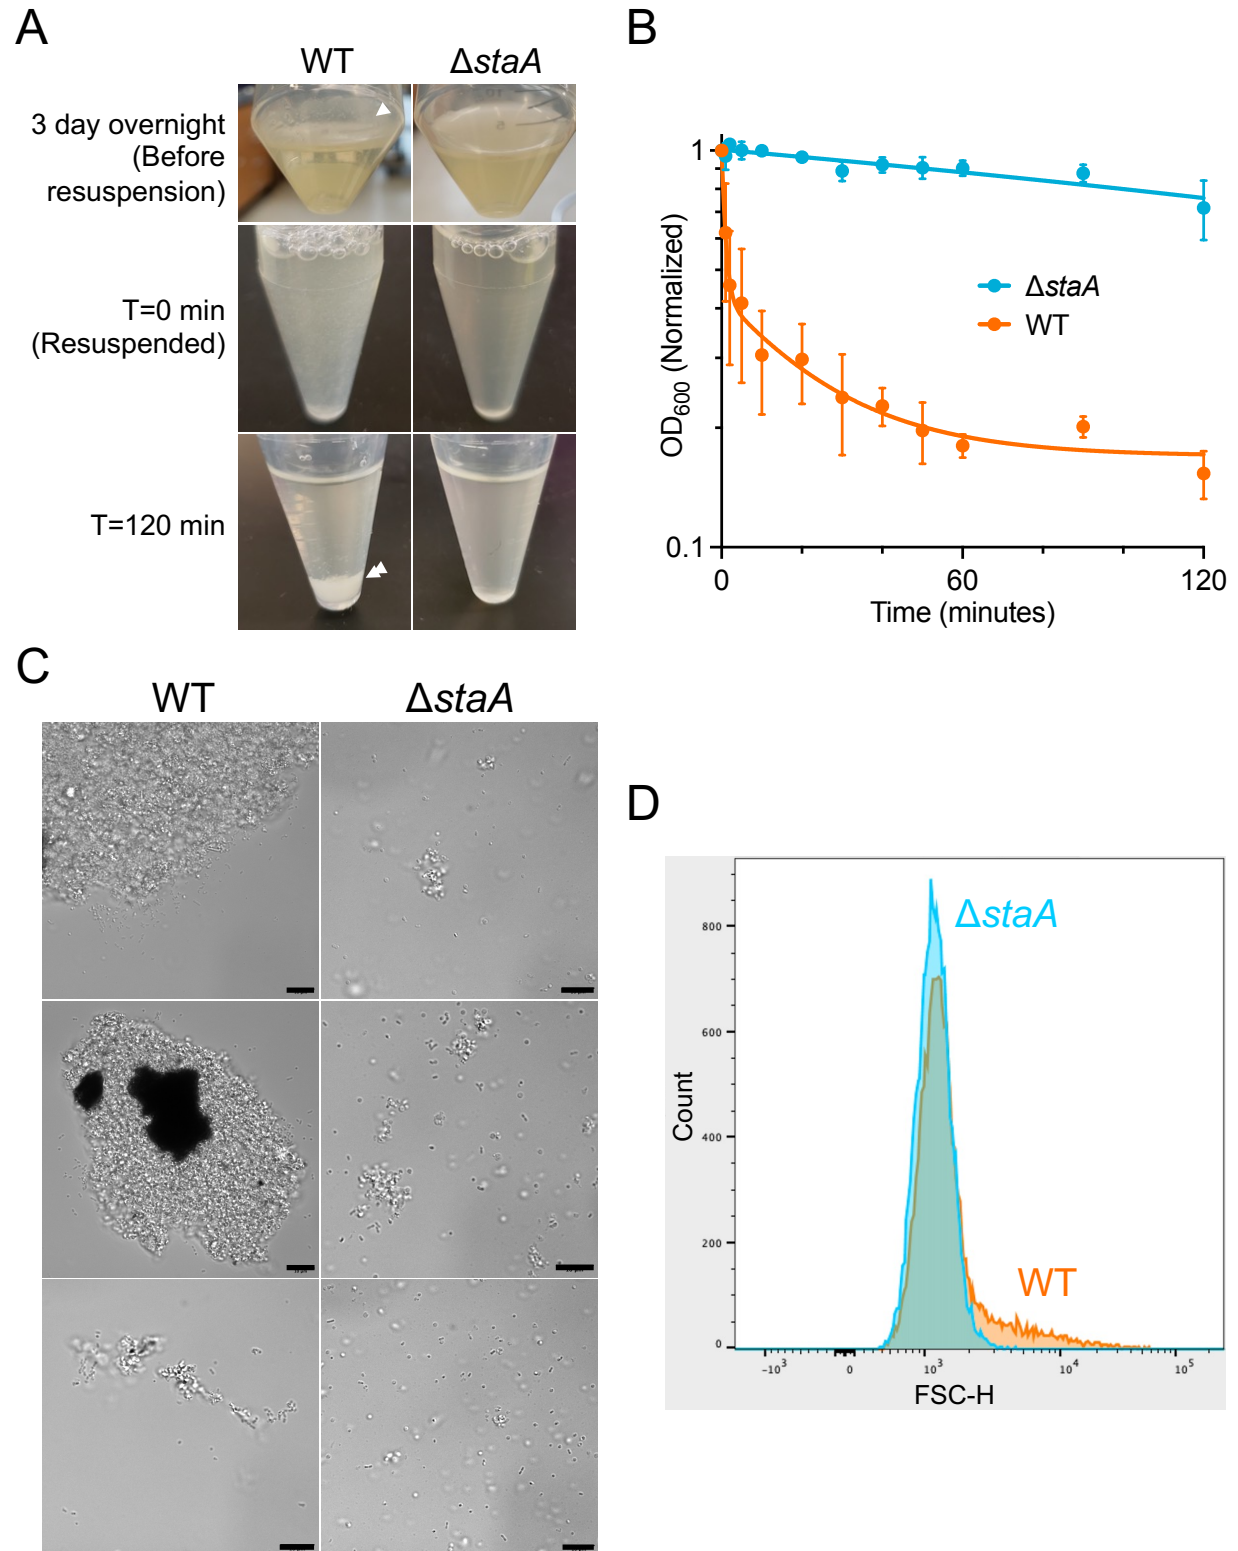 A
WT
ΔstaA
3 day overnight
(Before
resuspension)
T=0 min
(Resuspended)
T=120 min
B
1
0.1
OD600 (Normalized)
ΔstaA
WT
0
60
120
Time (minutes)
C
WT
ΔstaA
D
ΔstaA
WT
800
600
400
200
0
Count
-10³
0
10³
10⁴
10⁵
FSC-H